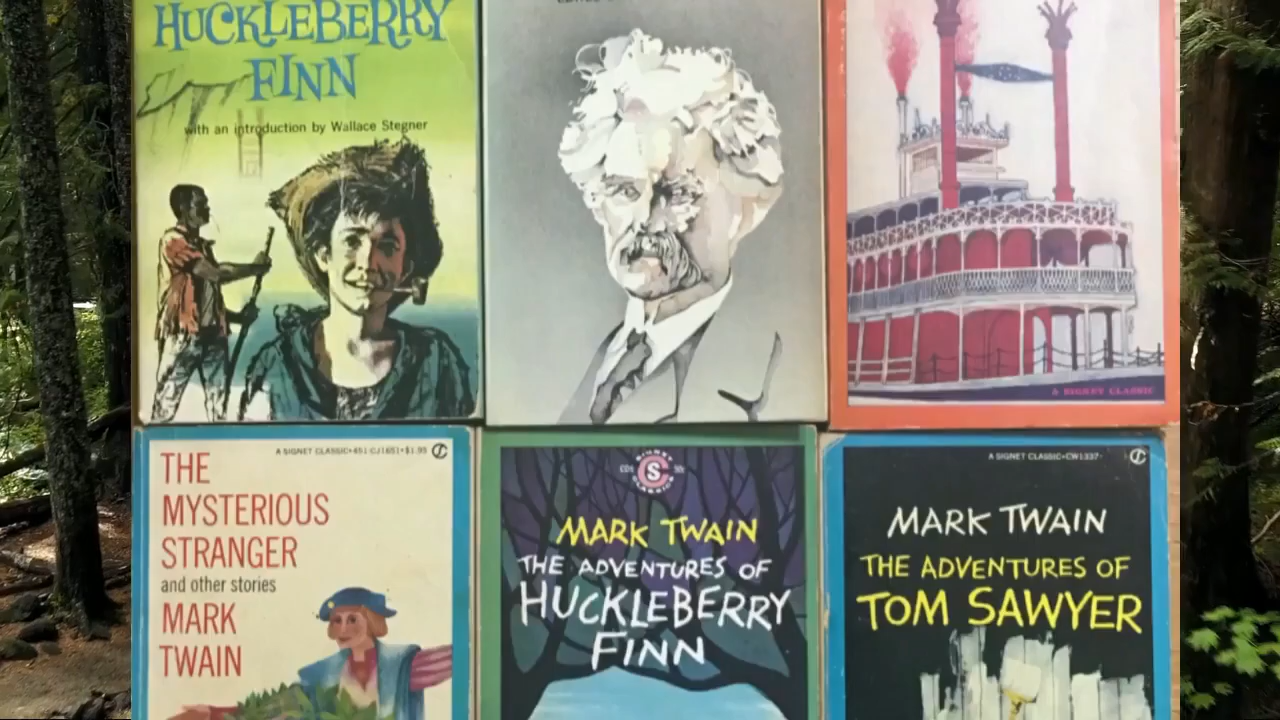 HUCKLEBERRY
FINN
with an introduction by Wallace Stegner
A SIGNET CLASSIC
A SIGNET CLASSIC•451-CJ1651•$1.95
THE
MYSTERIOUS
STRANGER
and other stories
MARK
TWAIN
SIGNET
CLASSICS
MARK TWAIN
THE ADVENTURES OF
HUCKLEBERRY
FINN
A SIGNET CLASSIC•CW1337•
MARK TWAIN
THE ADVENTURES OF
TOM SAWYER